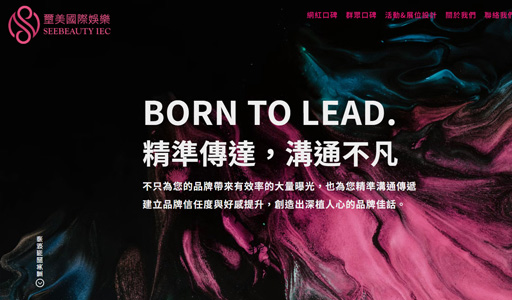 璽美國際娛樂
SEEBEAUTY IEC
網紅口碑 群眾口碑 活動&展位設計 關於我們 聯絡我們
BORN TO LEAD.
精準傳達，溝通不凡
不只為您的品牌帶來有效率的大量曝光，也為您精準溝通傳遞
建立品牌信任度與好感提升，創造出深植人心的品牌佳話。